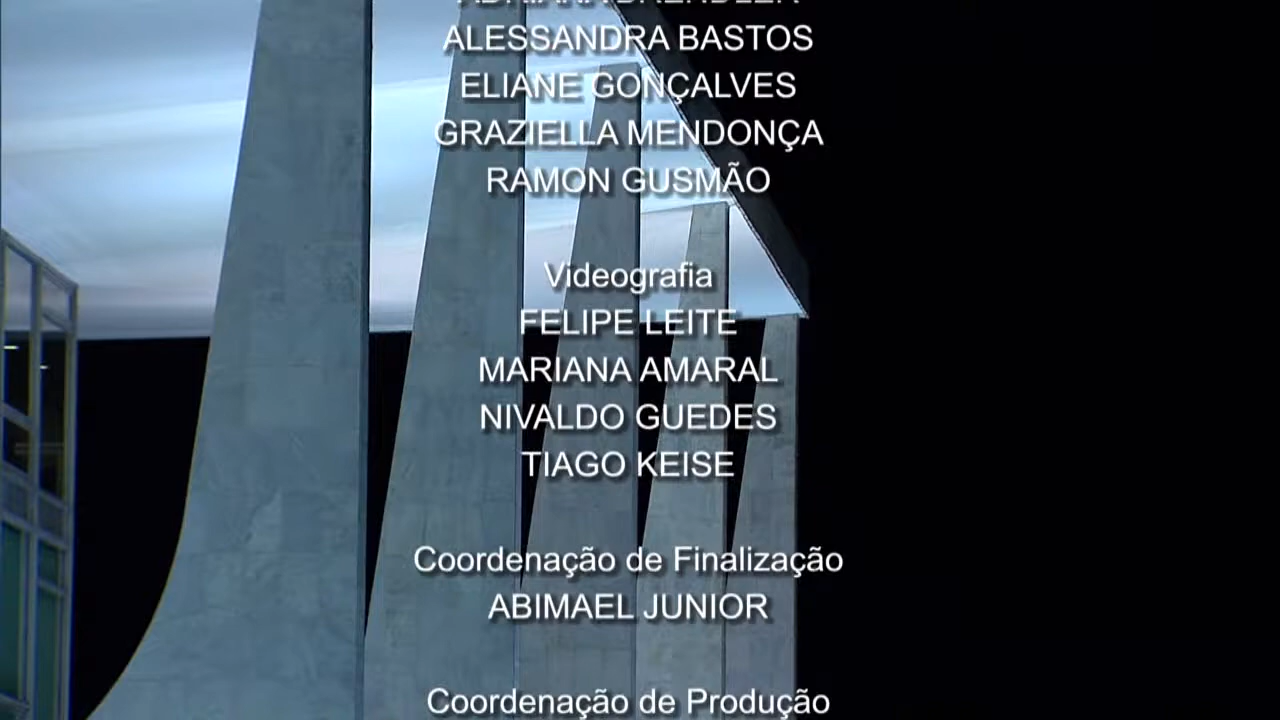 ALESSANDRA BASTOS
ELIANE GONÇALVES
GRAZIELLA MENDONÇA
RAMON GUSMÃO
Videografia
FELIPE LEITE
MARIANA AMARAL
NIVALDO GUEDES
TIAGO KEISE
Coordenação de Finalização
ABIMAEL JUNIOR
Coordenação de Produção